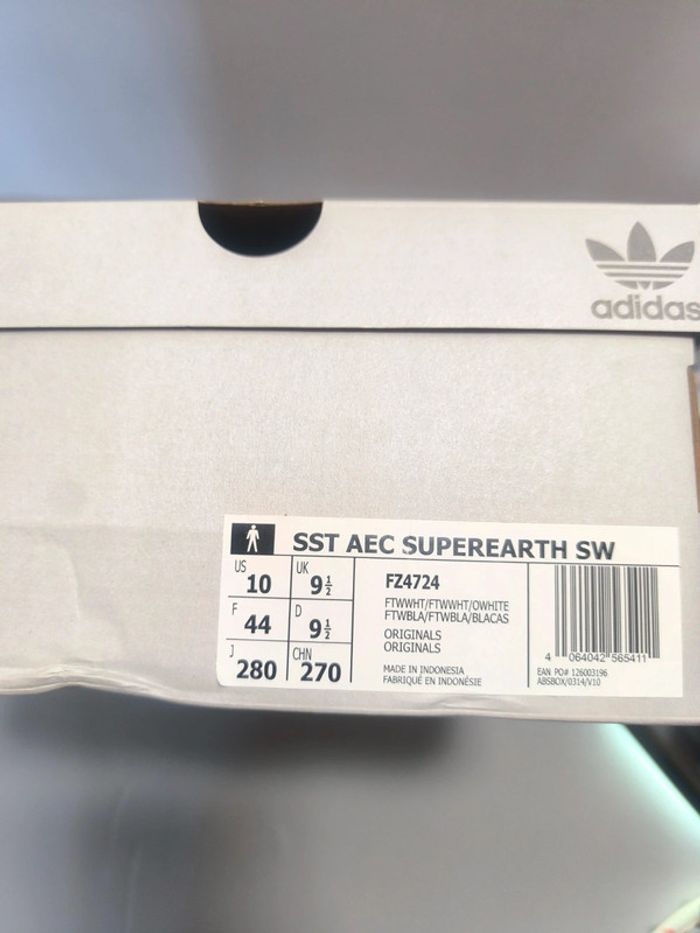 adidas
SST AEC SUPEREARTH SW
US 10 UK 9½
F 44 D 9½
J 280 CHN 270
FZ4724
FTWWHT/FTWWHT/OWHITE
FTWBLA/FTWBLA/BLACAS
ORIGINALS
ORIGINALS
MADE IN INDONESIA
FABRIQUÉ EN INDONÉSIE
4 064042 565411
EAN PO# 126003196
ABSBOX/0314/V10